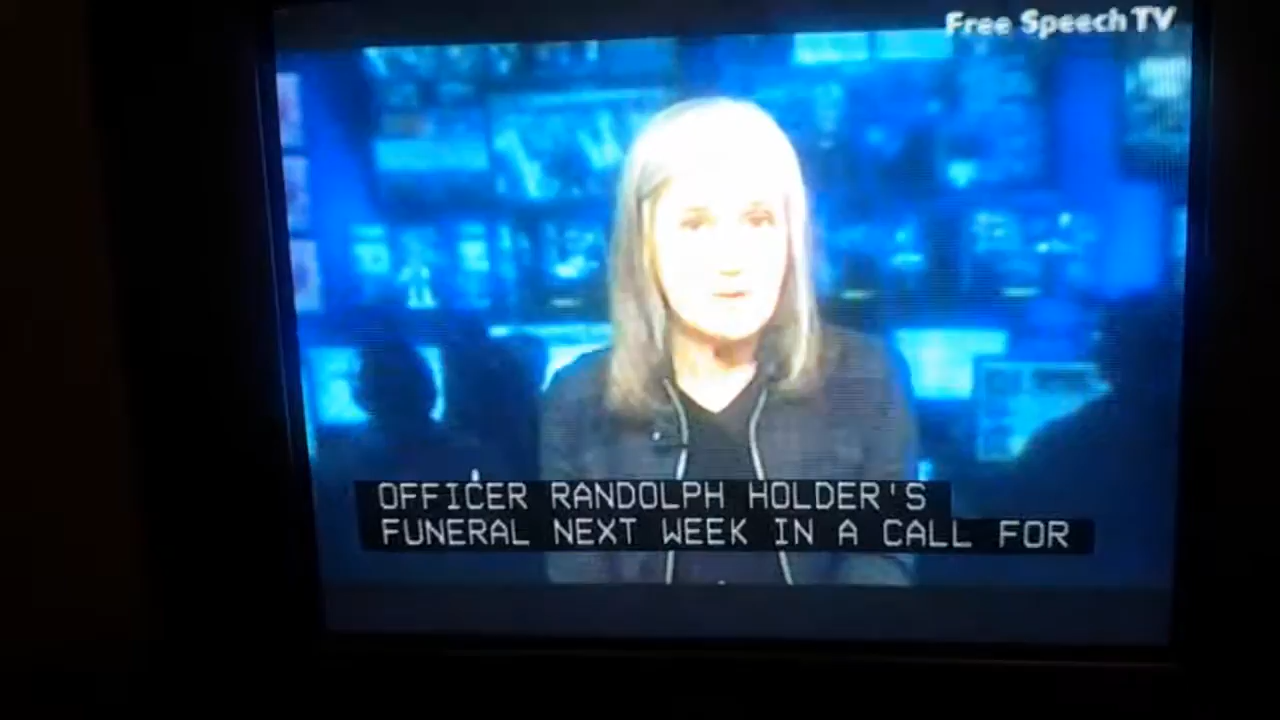 Free Speech TV
OFFICER RANDOLPH HOLDER'S
FUNERAL NEXT WEEK IN A CALL FOR